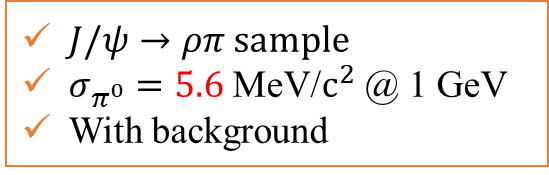 ✓ J/ψ → ρπ sample
✓ σ_π⁰ = 5.6 MeV/c² @ 1 GeV
✓ With background